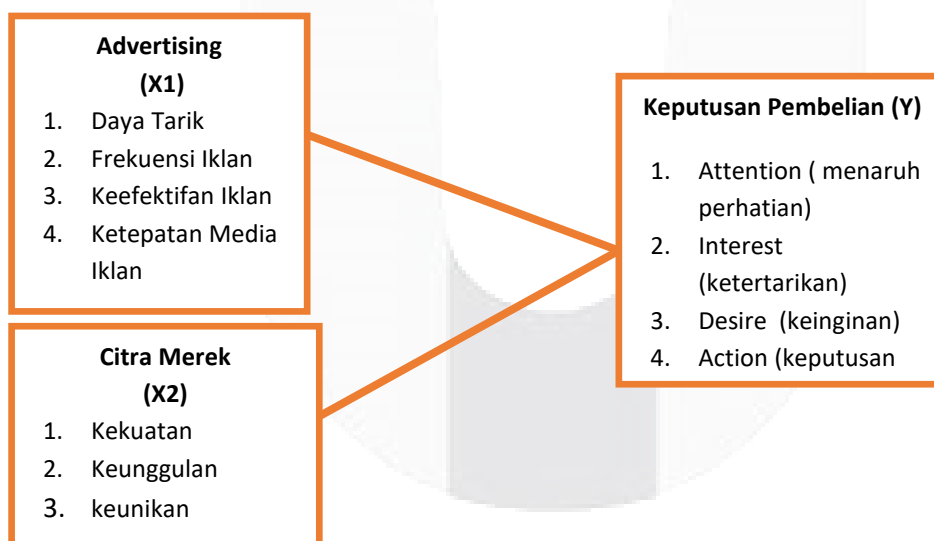 Advertising
(X1)
1. Daya Tarik
2. Frekuensi Iklan
3. Keefektifan Iklan
4. Ketepatan Media
Iklan
Citra Merek
(X2)
1. Kekuatan
2. Keunggulan
3. keunikan
Keputusan Pembelian (Y)
1. Attention ( menaruh
perhatian)
2. Interest
(ketertarikan)
3. Desire (keinginan)
4. Action (keputusan